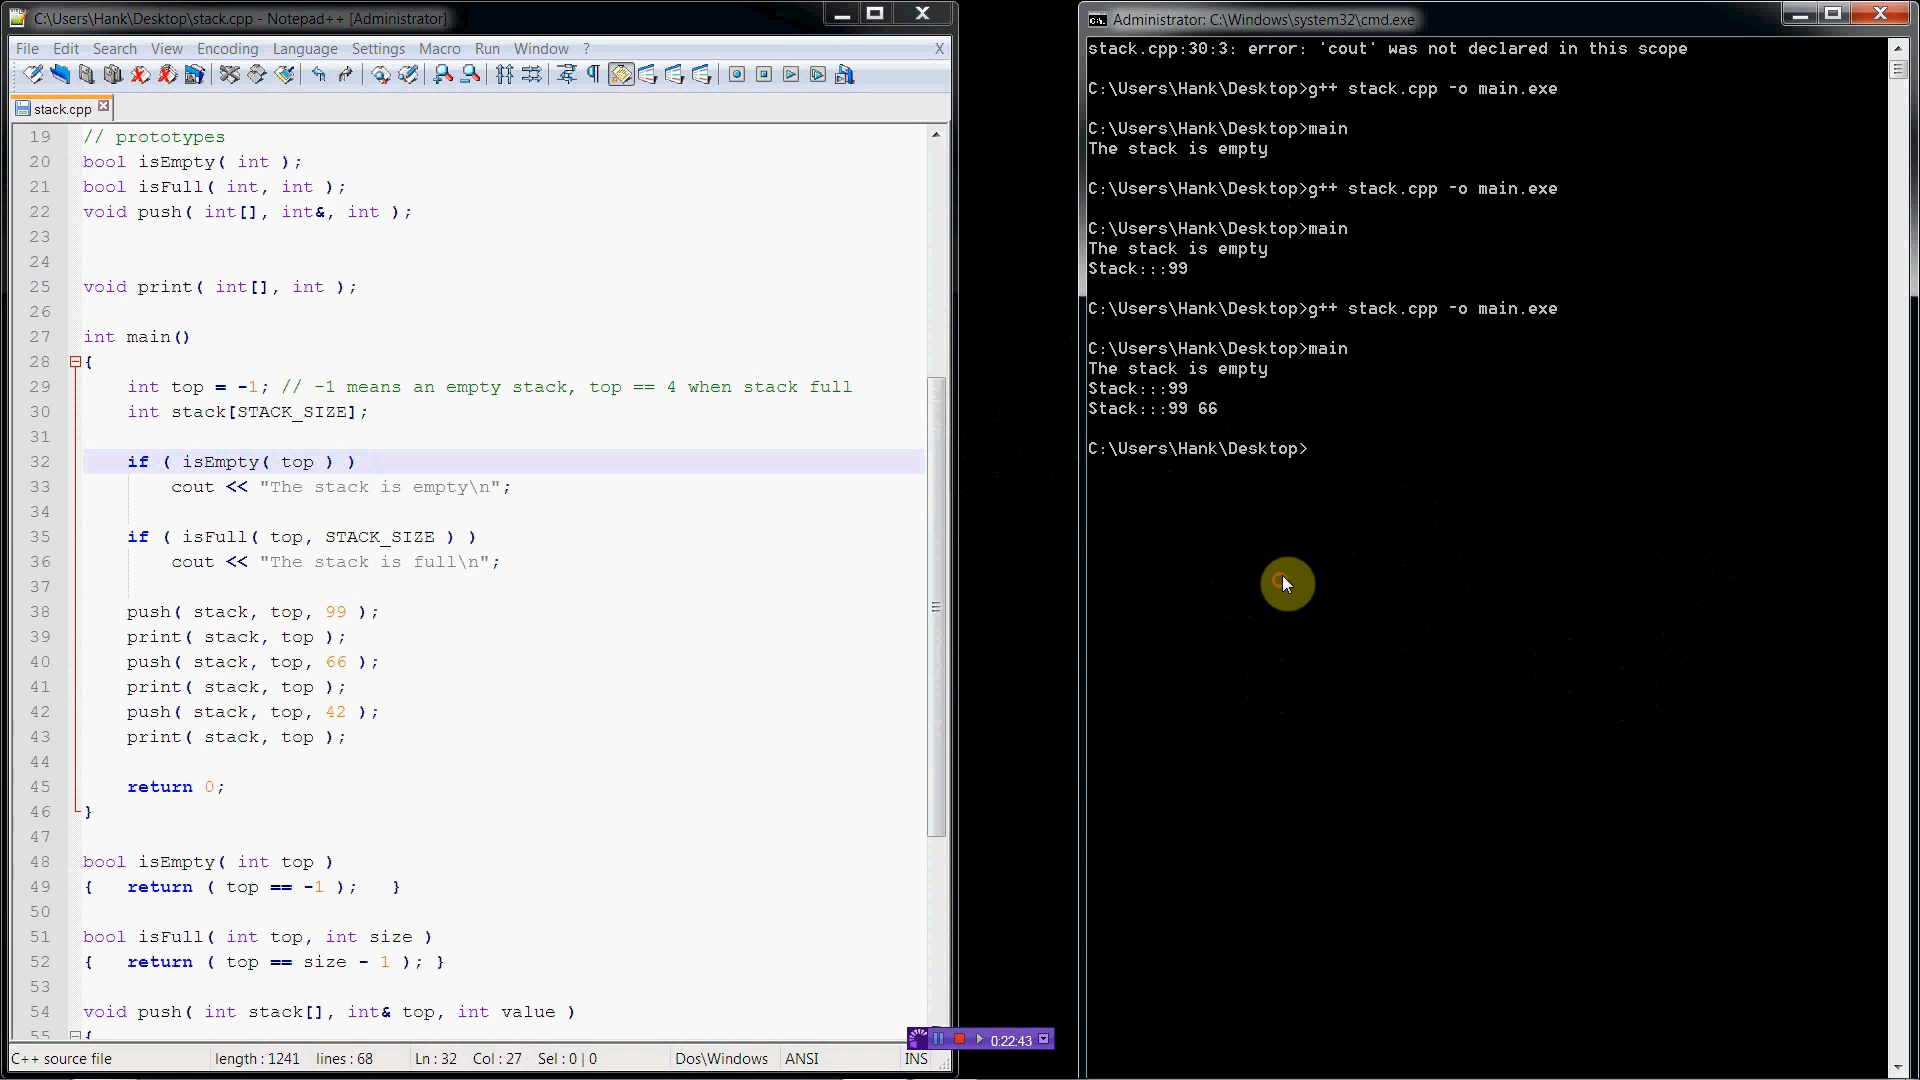 C:\Users\Hank\Desktop\stack.cpp - Notepad++ [Administrator]
File Edit Search View Encoding Language Settings Macro Run Window ? X
stack.cpp
19 // prototypes
20 bool isEmpty( int );
21 bool isFull( int, int );
22 void push( int[], int&, int );
23
24
25 void print( int[], int );
26
27 int main()
28 {
29 int top = -1; // -1 means an empty stack, top == 4 when stack full
30 int stack[STACK_SIZE];
31
32 if ( isEmpty( top ) )
33 cout << "The stack is empty\n";
34
35 if ( isFull( top, STACK_SIZE ) )
36 cout << "The stack is full\n";
37
38 push( stack, top, 99 );
39 print( stack, top );
40 push( stack, top, 66 );
41 print( stack, top );
42 push( stack, top, 42 );
43 print( stack, top );
44
45 return 0;
46 }
47
48 bool isEmpty( int top )
49 { return ( top == -1 ); }
50
51 bool isFull( int top, int size )
52 { return ( top == size - 1 ); }
53
54 void push( int stack[], int& top, int value )
55 {
C++ source file length : 1241 lines : 68 Ln : 32 Col : 27 Sel : 0 | 0 Dos\Windows ANSI INS
0:22:43
Administrator: C:\Windows\system32\cmd.exe
stack.cpp:30:3: error: 'cout' was not declared in this scope
C:\Users\Hank\Desktop>g++ stack.cpp -o main.exe
C:\Users\Hank\Desktop>main
The stack is empty
C:\Users\Hank\Desktop>g++ stack.cpp -o main.exe
C:\Users\Hank\Desktop>main
The stack is empty
Stack:::99
C:\Users\Hank\Desktop>g++ stack.cpp -o main.exe
C:\Users\Hank\Desktop>main
The stack is empty
Stack:::99
Stack:::99 66
C:\Users\Hank\Desktop>